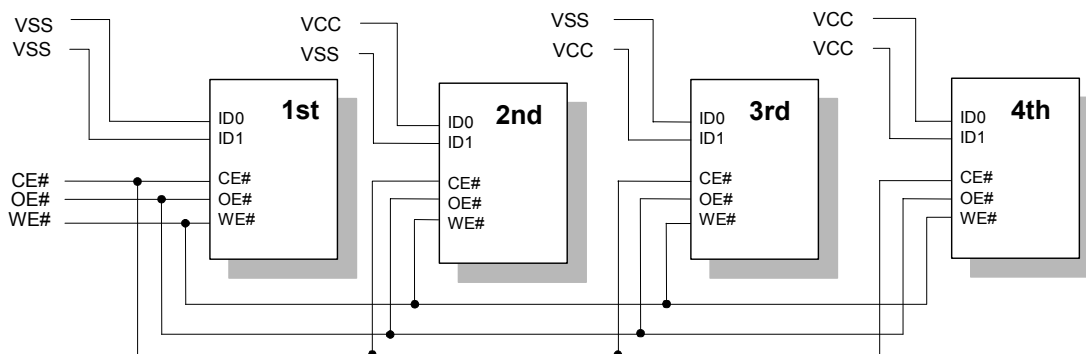 VSS
VSS
1st
ID0
ID1
CE#
OE#
WE#
CE#
OE#
WE#
VCC
VSS
2nd
ID0
ID1
CE#
OE#
WE#
VSS
VCC
3rd
ID0
ID1
CE#
OE#
WE#
VCC
VCC
4th
ID0
ID1
CE#
OE#
WE#